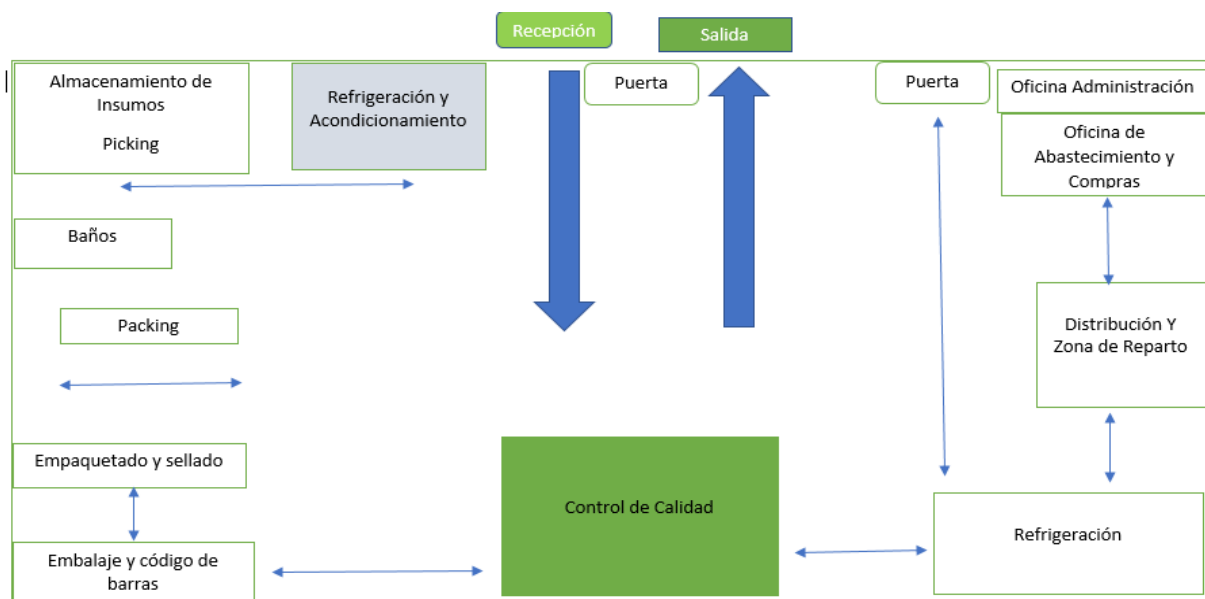 Recepción
Salida
Almacenamiento de
Insumos
Picking
Refrigeración y
Acondicionamiento
Puerta
Puerta
Oficina Administración
Oficina de
Abastecimiento y
Compras
Baños
Packing
Distribución Y
Zona de Reparto
Empaquetado y sellado
Control de Calidad
Refrigeración
Embalaje y código de
barras